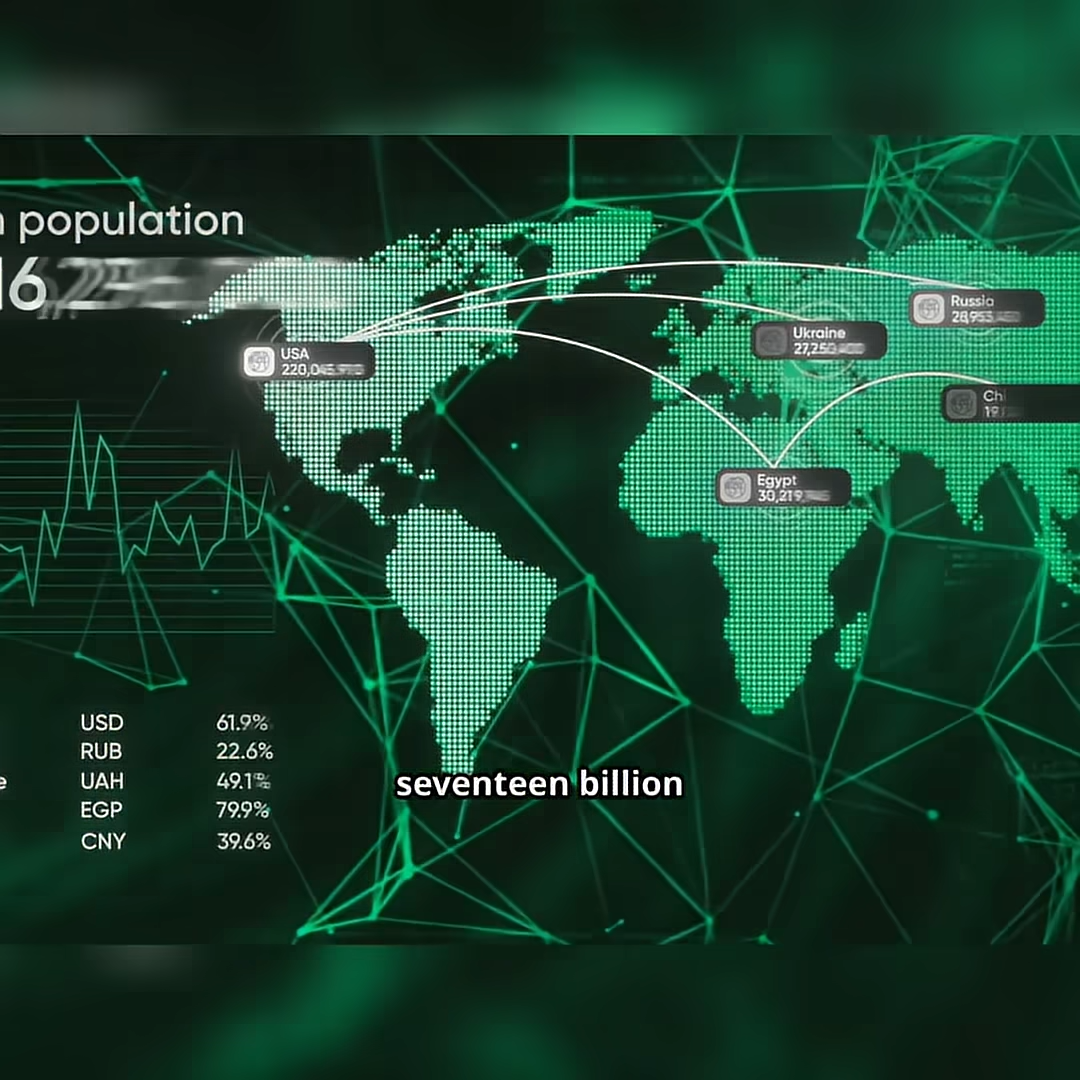 population
USA
Ukraine
Russia
Egypt
USD 61.9%
RUB 22.6%
UAH 49.1%
EGP 79.9%
CNY 39.6%
seventeen billion